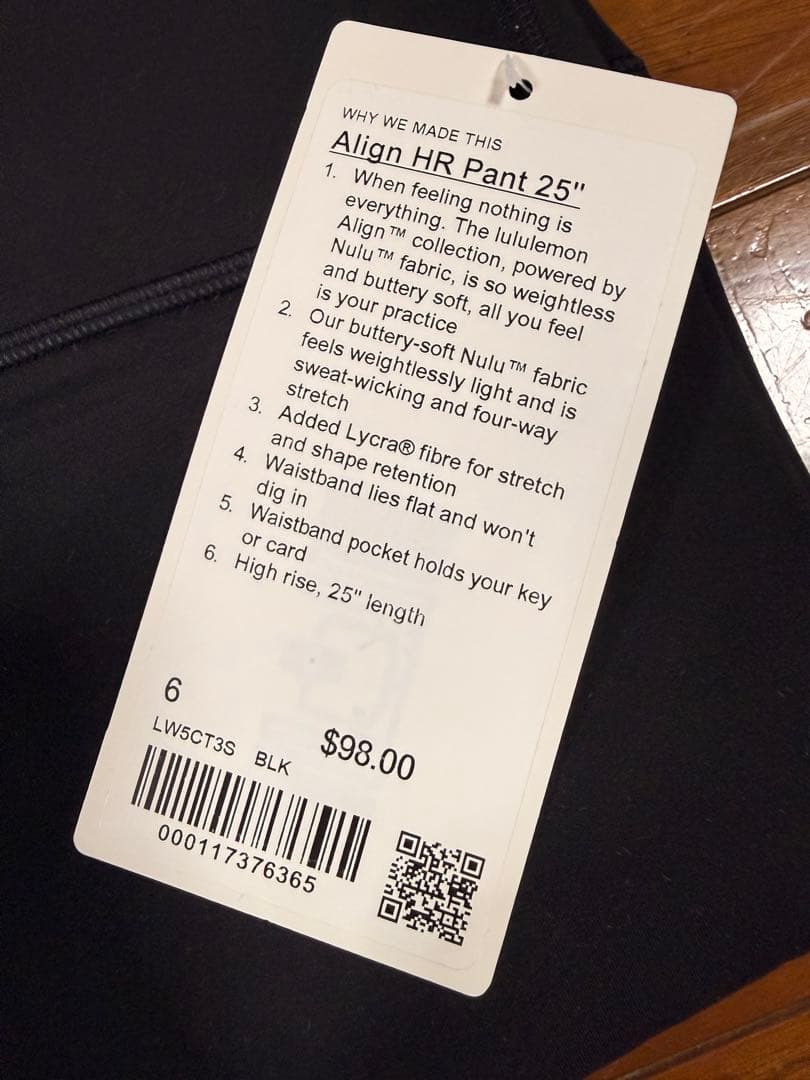 WHY WE MADE THIS
Align HR Pant 25"
1. When feeling nothing is
everything. The lululemon
Align™ collection, powered by
Nulu™ fabric, is so weightless
and buttery soft, all you feel
is your practice
2. Our buttery-soft Nulu™ fabric
feels weightlessly light and is
sweat-wicking and four-way
stretch
3. Added Lycra® fibre for stretch
and shape retention
4. Waistband lies flat and won't
dig in
5. Waistband pocket holds your key
or card
6. High rise, 25" length
6
LW5CT3S BLK
$98.00
000117376365